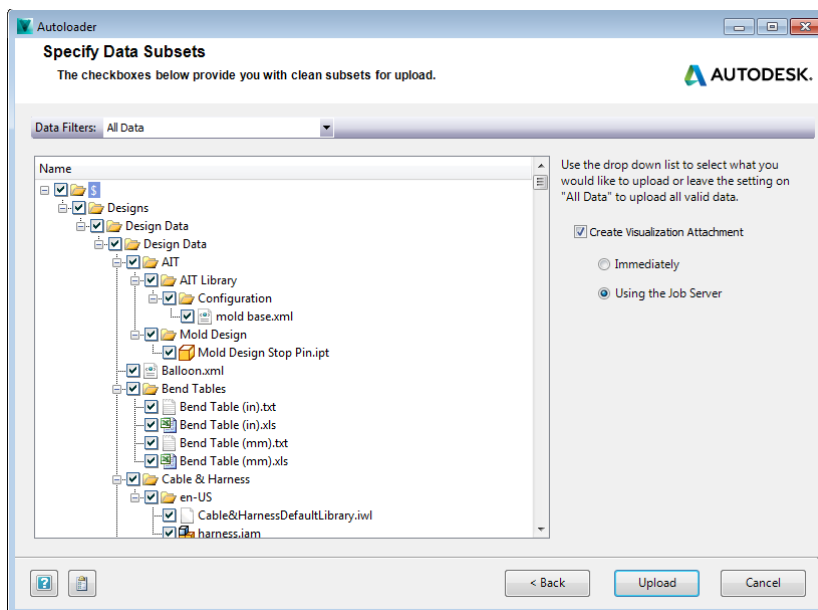 Autoloader
Specify Data Subsets
The checkboxes below provide you with clean subsets for upload.
AUTODESK.
Data Filters: All Data
Name
$
Designs
Design Data
Design Data
AIT
AIT Library
Configuration
mold base.xml
Mold Design
Mold Design Stop Pin.ipt
Balloon.xml
Bend Tables
Bend Table (in).txt
Bend Table (in).xls
Bend Table (mm).txt
Bend Table (mm).xls
Cable & Harness
en-US
Cable&HarnessDefaultLibrary.iwl
harness.iam
Use the drop down list to select what you
would like to upload or leave the setting on
"All Data" to upload all valid data.
Create Visualization Attachment
Immediately
Using the Job Server
< Back
Upload
Cancel